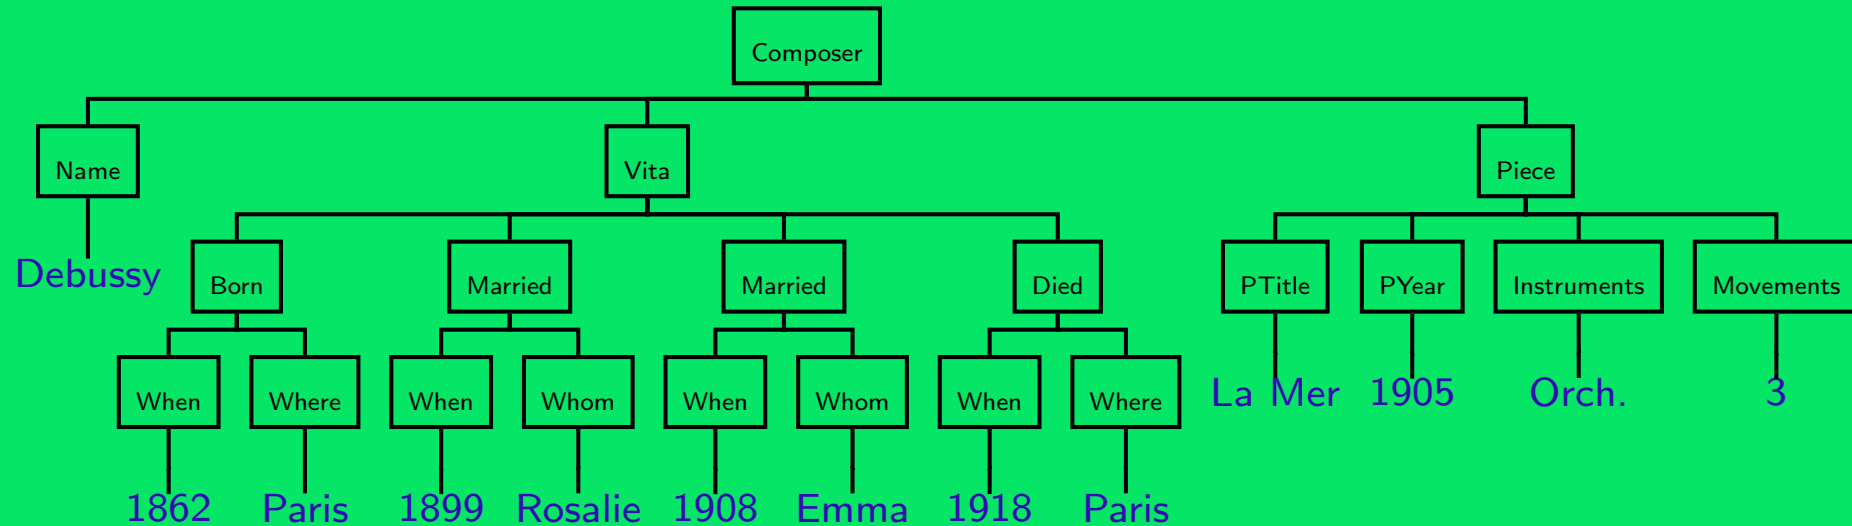 Composer
Name Vita Piece
Debussy
Born Married Married Died PTitle PYear Instruments Movements
When Where When Whom When Whom When Where
La Mer 1905 Orch. 3
1862 Paris 1899 Rosalie 1908 Emma 1918 Paris